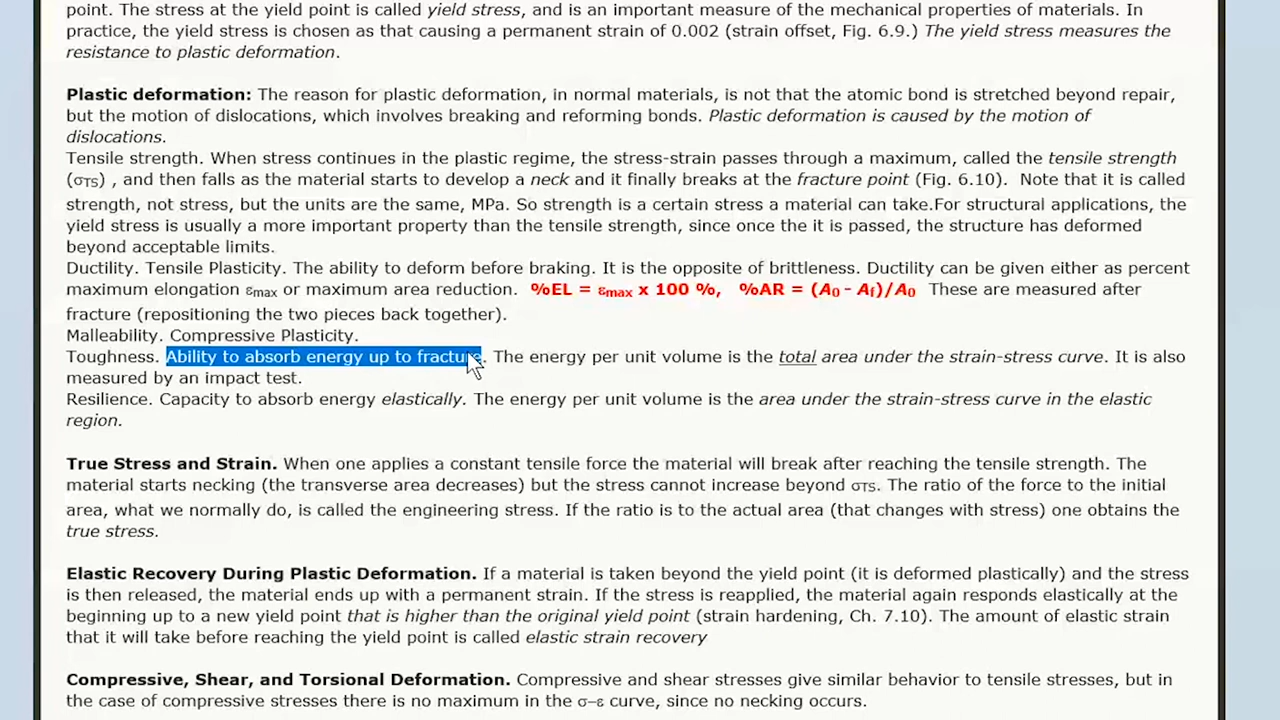 point. The stress at the yield point is called yield stress, and is an important measure of the mechanical properties of materials. In
practice, the yield stress is chosen as that causing a permanent strain of 0.002 (strain offset, Fig. 6.9.) The yield stress measures the
resistance to plastic deformation.
Plastic deformation: The reason for plastic deformation, in normal materials, is not that the atomic bond is stretched beyond repair,
but the motion of dislocations, which involves breaking and reforming bonds. Plastic deformation is caused by the motion of
dislocations.
Tensile strength. When stress continues in the plastic regime, the stress-strain passes through a maximum, called the tensile strength
(σTS) , and then falls as the material starts to develop a neck and it finally breaks at the fracture point (Fig. 6.10).  Note that it is called
strength, not stress, but the units are the same, MPa. So strength is a certain stress a material can take.For structural applications, the
yield stress is usually a more important property than the tensile strength, since once the it is passed, the structure has deformed
beyond acceptable limits.
Ductility. Tensile Plasticity. The ability to deform before braking. It is the opposite of brittleness. Ductility can be given either as percent
maximum elongation εmax or maximum area reduction.  %EL = εmax x 100 %,  %AR = (A0 - Af)/A0  These are measured after
fracture (repositioning the two pieces back together).
Malleability. Compressive Plasticity.
Toughness. Ability to absorb energy up to fracture. The energy per unit volume is the total area under the strain-stress curve. It is also
measured by an impact test.
Resilience. Capacity to absorb energy elastically. The energy per unit volume is the area under the strain-stress curve in the elastic
region.
True Stress and Strain. When one applies a constant tensile force the material will break after reaching the tensile strength. The
material starts necking (the transverse area decreases) but the stress cannot increase beyond σTS. The ratio of the force to the initial
area, what we normally do, is called the engineering stress. If the ratio is to the actual area (that changes with stress) one obtains the
true stress.
Elastic Recovery During Plastic Deformation. If a material is taken beyond the yield point (it is deformed plastically) and the stress
is then released, the material ends up with a permanent strain. If the stress is reapplied, the material again responds elastically at the
beginning up to a new yield point that is higher than the original yield point (strain hardening, Ch. 7.10). The amount of elastic strain
that it will take before reaching the yield point is called elastic strain recovery
Compressive, Shear, and Torsional Deformation. Compressive and shear stresses give similar behavior to tensile stresses, but in
the case of compressive stresses there is no maximum in the σ–ε curve, since no necking occurs.